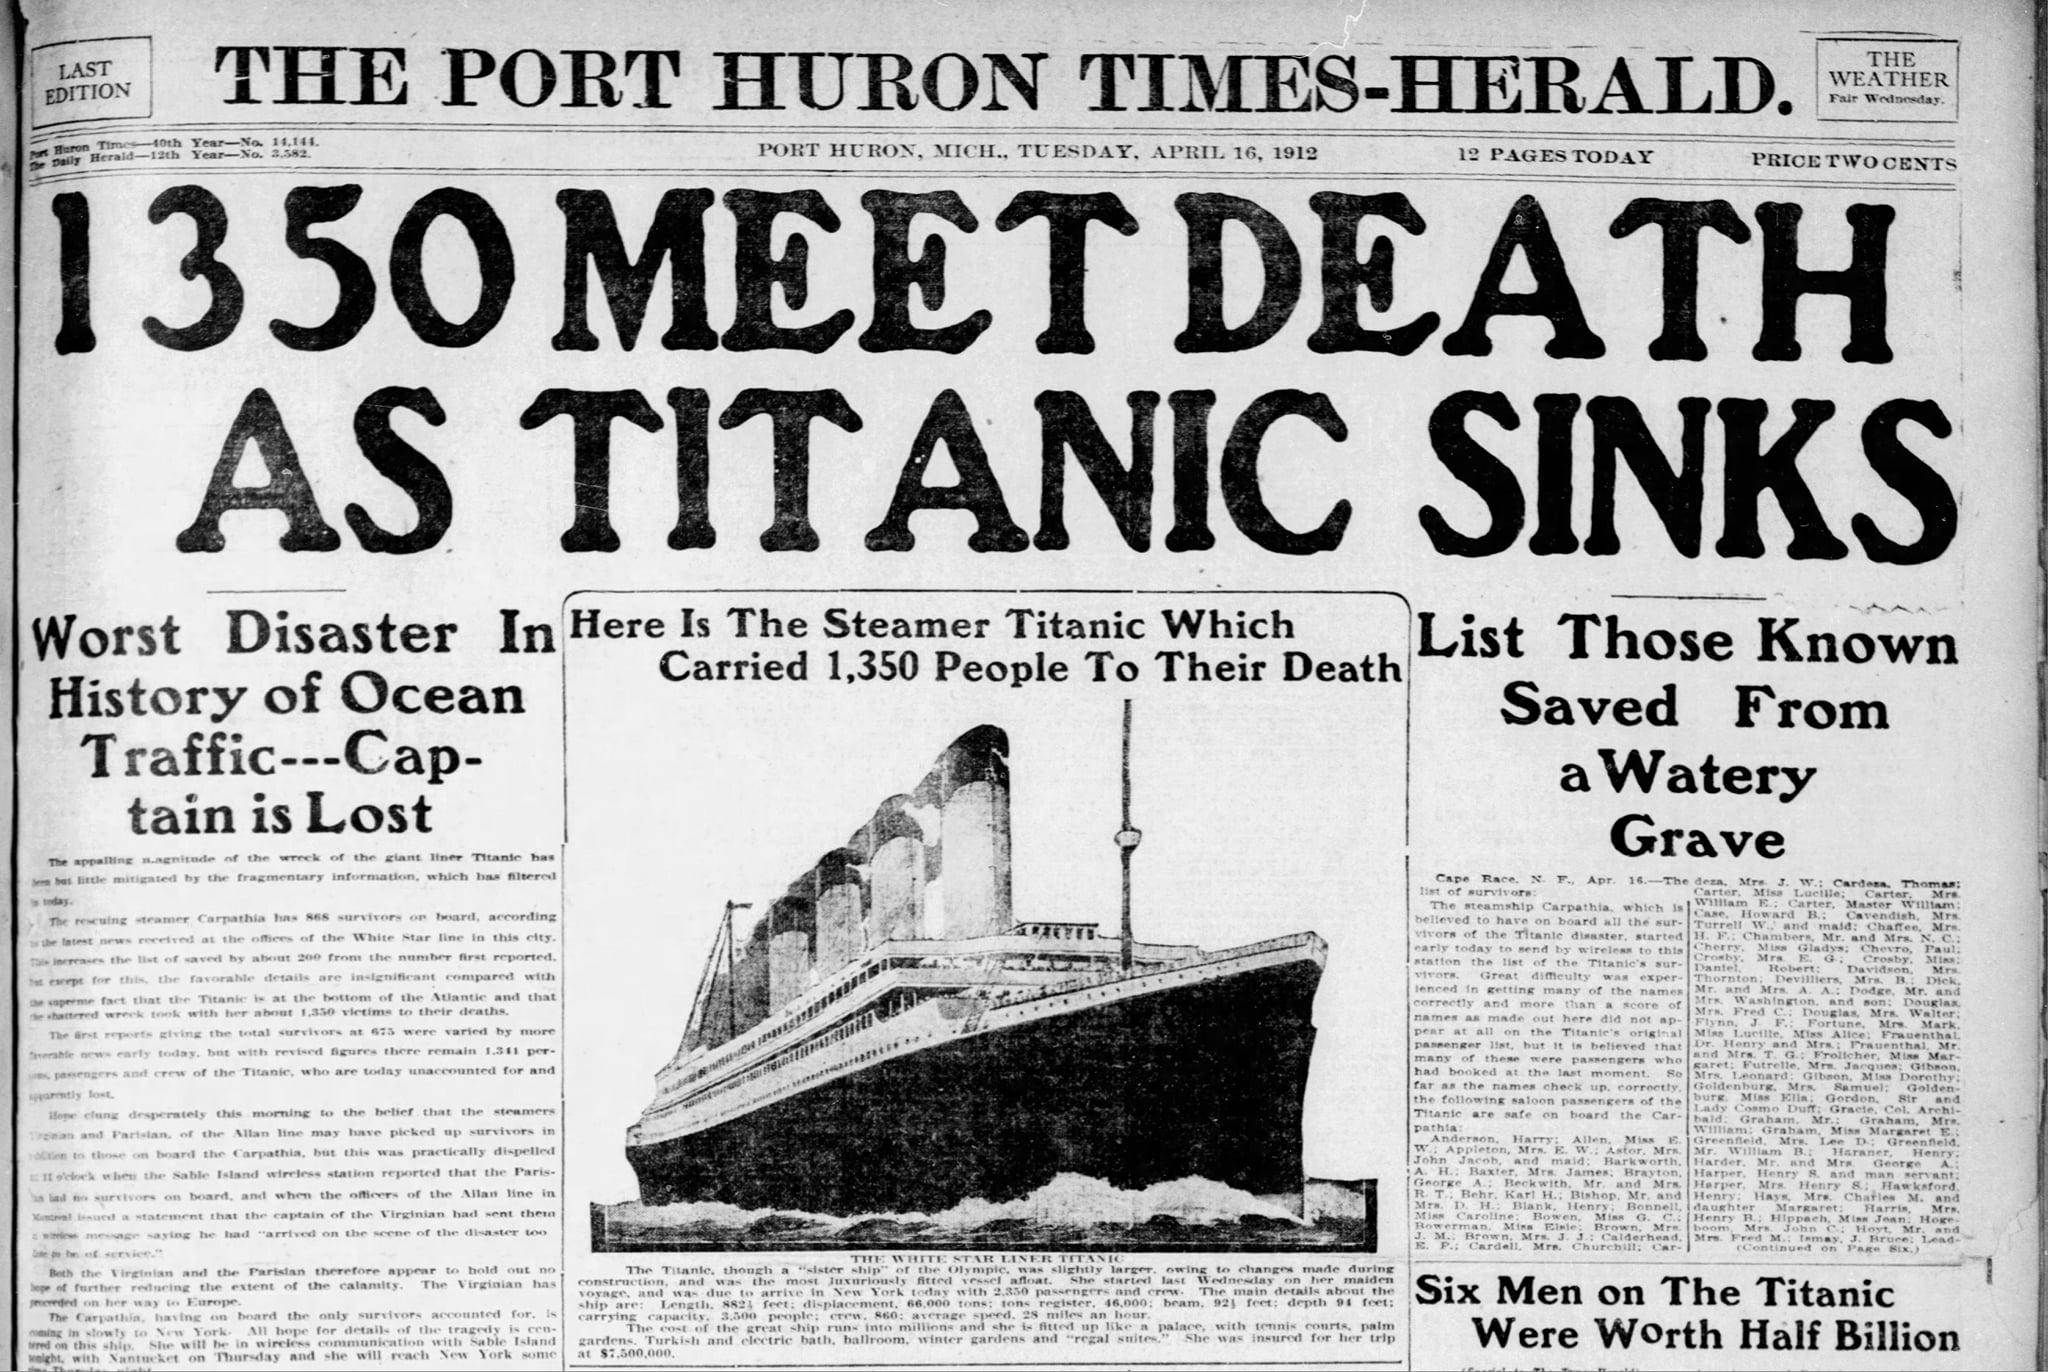 LAST
EDITION
THE PORT HURON TIMES-HERALD.
THE
WEATHER
Fair Wednesday.
Port Huron Times—40th Year—No. 14,144.
The Daily Herald—12th Year—No. 3,582.
PORT HURON, MICH., TUESDAY, APRIL 16, 1912
12 PAGES TODAY
PRICE TWO CENTS
1350 MEET DEATH
AS TITANIC SINKS
Worst Disaster In
History of Ocean
Traffic---Cap-
tain is Lost
The appalling magnitude of the wreck of the giant liner Titanic has
been but little mitigated by the fragmentary information, which has filtered
in today.
The rescuing steamer Carpathia has 868 survivors on board, according
to the latest news received at the offices of the White Star line in this city.
This increases the list of saved by about 200 from the number first reported,
but except for this, the favorable details are insignificant compared with
the supreme fact that the Titanic is at the bottom of the Atlantic and that
the shattered wreck took with her about 1,350 victims to their deaths.
The first reports giving the total survivors at 675 were varied by more
favorable news early today, but with revised figures there remain 1,341 per-
sons, passengers and crew of the Titanic, who are today unaccounted for and
apparently lost.
Hope clung desperately this morning to the belief that the steamers
Virginian and Parisian, of the Allan line may have picked up survivors in
addition to those on board the Carpathia, but this was practically dispelled
11 o'clock when the Sable Island wireless station reported that the Paris-
had no survivors on board, and when the officers of the Allan line in
Montreal issued a statement that the captain of the Virginian had sent them
a wireless message saying he had "arrived on the scene of the disaster too
late to be of service."
Both the Virginian and the Parisian therefore appear to hold out no
hope of further reducing the extent of the calamity. The Virginian has
proceeded on her way to Europe.
The Carpathia, having on board the only survivors accounted for, is
coming in slowly to New York. All hope for details of the tragedy is cen-
tered on this ship. She will be in wireless communication with Sable Island
tonight, with Nantucket on Thursday and she will reach New York some
Here Is The Steamer Titanic Which
Carried 1,350 People To Their Death
THE WHITE STAR LINER TITANIC
The Titanic, though a "sister ship" of the Olympic, was slightly larger, owing to changes made during
construction, and was the most luxuriously fitted vessel afloat. She started last Wednesday on her maiden
voyage, and was due to arrive in New York today with 2,350 passengers and crew. The main details about the
ship are: Length, 882½ feet; displacement, 66,000 tons; tons register, 46,000; beam, 92½ feet; depth 94 feet;
carrying capacity, 3,500 people; crew, 860; average speed, 28 miles an hour.
The cost of the great ship runs into millions and she is fitted up like a palace, with tennis courts, palm
gardens, Turkish and electric bath, ballroom, winter gardens and "regal suites." She was insured for her trip
at $7,500,000.
List Those Known
Saved From
a Watery
Grave
Cape Race, N. F., Apr. 16.—The
list of survivors:
The steamship Carpathia, which is
believed to have on board all the sur-
vivors of the Titanic disaster, started
early today to send by wireless to this
station the list of the Titanic's sur-
vivors. Great difficulty was exper-
ienced in getting many of the names
correctly and more than a score of
names as made out here did not ap-
pear at all on the Titanic's original
passenger list, but it is believed that
many of these were passengers who
had booked at the last moment. So
far as the names check up, correctly,
the following saloon passengers of the
Titanic are safe on board the Car-
pathia:
Anderson, Harry; Allen, Miss E.
W.; Appleton, Mrs. E. W.; Astor, Mrs.
John Jacob, and maid; Barkworth,
A. H.; Baxter, Mrs. James; Brayton,
George A.; Beckwith, Mr. and Mrs.
R. T.; Behr, Karl H.; Bishop, Mr. and
Mrs. D. H.; Blank, Henry; Bonnell,
Miss Caroline; Bowen, Miss G. C.;
Bowerman, Miss Elsie; Brown, Mrs.
J. M.; Brown, Mrs. J. J.; Calderhead,
E. P.; Cardell, Mrs. Churchill; Car-
deza, Mrs. J. W.; Cardeza, Thomas;
Carter, Miss Lucille; Carter, Mrs.
William E.; Carter, Master William;
Case, Howard B.; Cavendish, Mrs.
Turrell W., and maid; Chaffee, Mrs.
H. F.; Chambers, Mr. and Mrs. N. C.;
Cherry, Miss Gladys; Chevro, Paul;
Crosby, Mrs. E. G.; Crosby, Miss;
Daniel, Robert; Davidson, Mrs.
Thornton; Devilliers, Mrs. B.; Dick,
Mr. and Mrs. A. A.; Dodge, Mr. and
Mrs. Washington, and son; Douglas,
Mrs. Fred C.; Douglas, Mrs. Walter;
Flynn, J. F.; Fortune, Mrs. Mark,
Miss Lucille, Miss Alice; Frauenthal,
Dr. Henry and Mrs.; Frauenthal, Mr.
and Mrs. T. G.; Frolicher, Miss Mar-
garet; Futrelle, Mrs. Jacques; Gibson,
Mrs. Leonard; Gibson, Miss Dorothy;
Goldenburg, Mrs. Samuel; Golden-
burg, Miss Ella; Gordon, Sir and
Lady Cosmo Duff; Gracie, Col. Archi-
bald; Graham, Mr.; Graham, Mrs.
William; Graham, Miss Margaret E.;
Greenfield, Mrs. Lee D.; Greenfield,
Mr. William B.; Haraner, Henry;
Harder, Mr. and Mrs. George A.;
Harper, Henry S. and man servant;
Harper, Mrs. Henry S.; Hawksford,
Henry; Hays, Mrs. Charles M. and
daughter Margaret; Harris, Mrs.
Henry B.; Hippach, Miss Jean; Hoge-
boom, Mrs. John C.; Hoyt, Mr. and
Mrs. Fred M.; Ismay, J. Bruce; Lead-
(Continued on Page Six.)
Six Men on The Titanic
Were Worth Half Billion